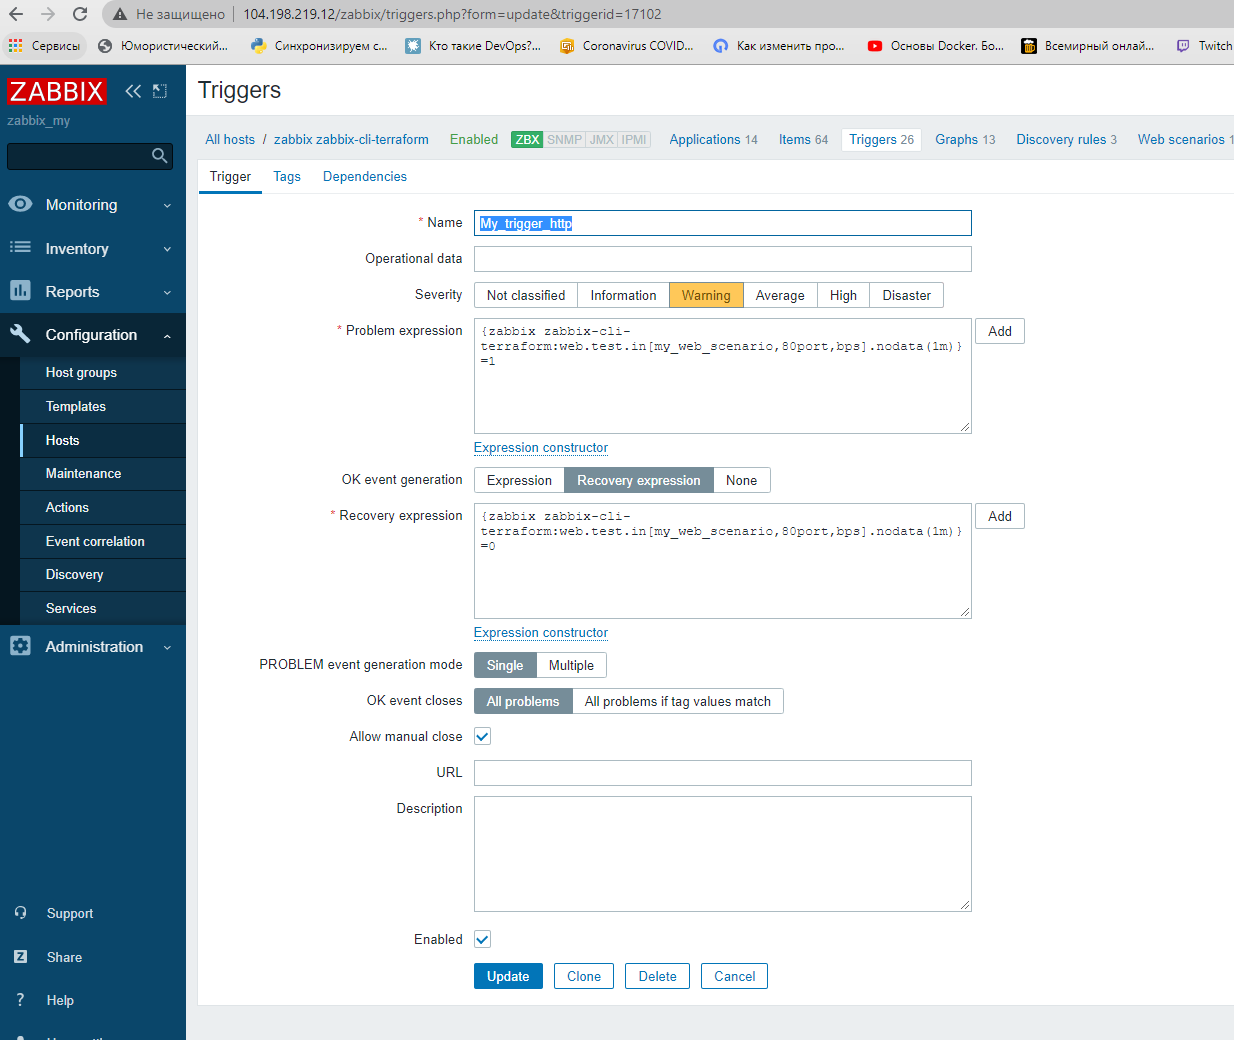 Не защищено | 104.198.219.12/zabbix/triggers.php?form=update&triggerid=17102
Сервисы Юмористический... Синхронизируем с... Кто такие DevOps?... Coronavirus COVID... Как изменить про... Основы Docker. Бо... Всемирный онлай... Twitch
ZABBIX
zabbix_my
Monitoring
Inventory
Reports
Configuration
Host groups
Templates
Hosts
Maintenance
Actions
Event correlation
Discovery
Services
Administration
Support
Share
Help
Triggers
All hosts / zabbix zabbix-cli-terraform Enabled ZBX SNMP JMX IPMI Applications 14 Items 64 Triggers 26 Graphs 13 Discovery rules 3 Web scenarios 1
Trigger Tags Dependencies
* Name My_trigger_http
Operational data
Severity Not classified Information Warning Average High Disaster
* Problem expression {zabbix zabbix-cli-
terraform:web.test.in[my_web_scenario,80port,bps].nodata(1m)}
=1
Add
Expression constructor
OK event generation Expression Recovery expression None
* Recovery expression {zabbix zabbix-cli-
terraform:web.test.in[my_web_scenario,80port,bps].nodata(1m)}
=0
Add
Expression constructor
PROBLEM event generation mode Single Multiple
OK event closes All problems All problems if tag values match
Allow manual close
URL
Description
Enabled
Update Clone Delete Cancel